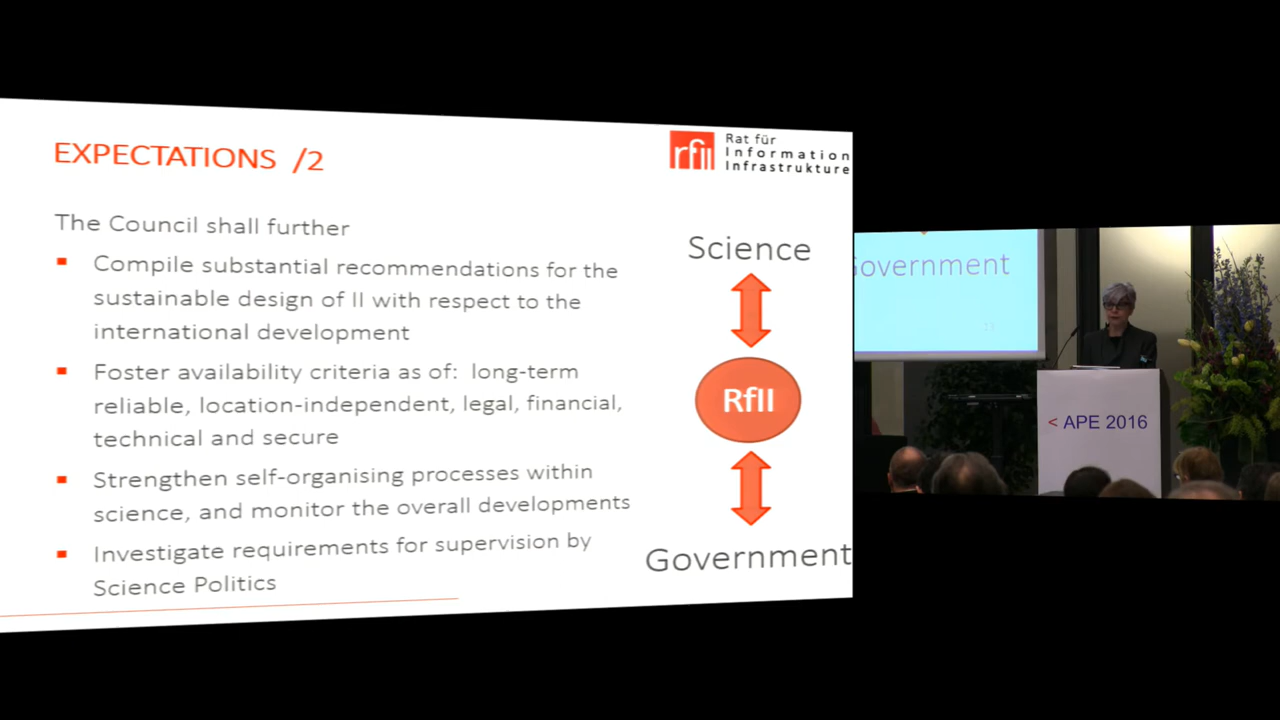 EXPECTATIONS /2
rfii
Rat für
Information
Infrastrukture
The Council shall further
Compile substantial recommendations for the
sustainable design of II with respect to the
international development
Foster availability criteria as of: long-term
reliable, location-independent, legal, financial,
technical and secure
Strengthen self-organising processes within
science, and monitor the overall developments
Investigate requirements for supervision by
Science Politics
Science
RfII
Government
Government
< APE 2016